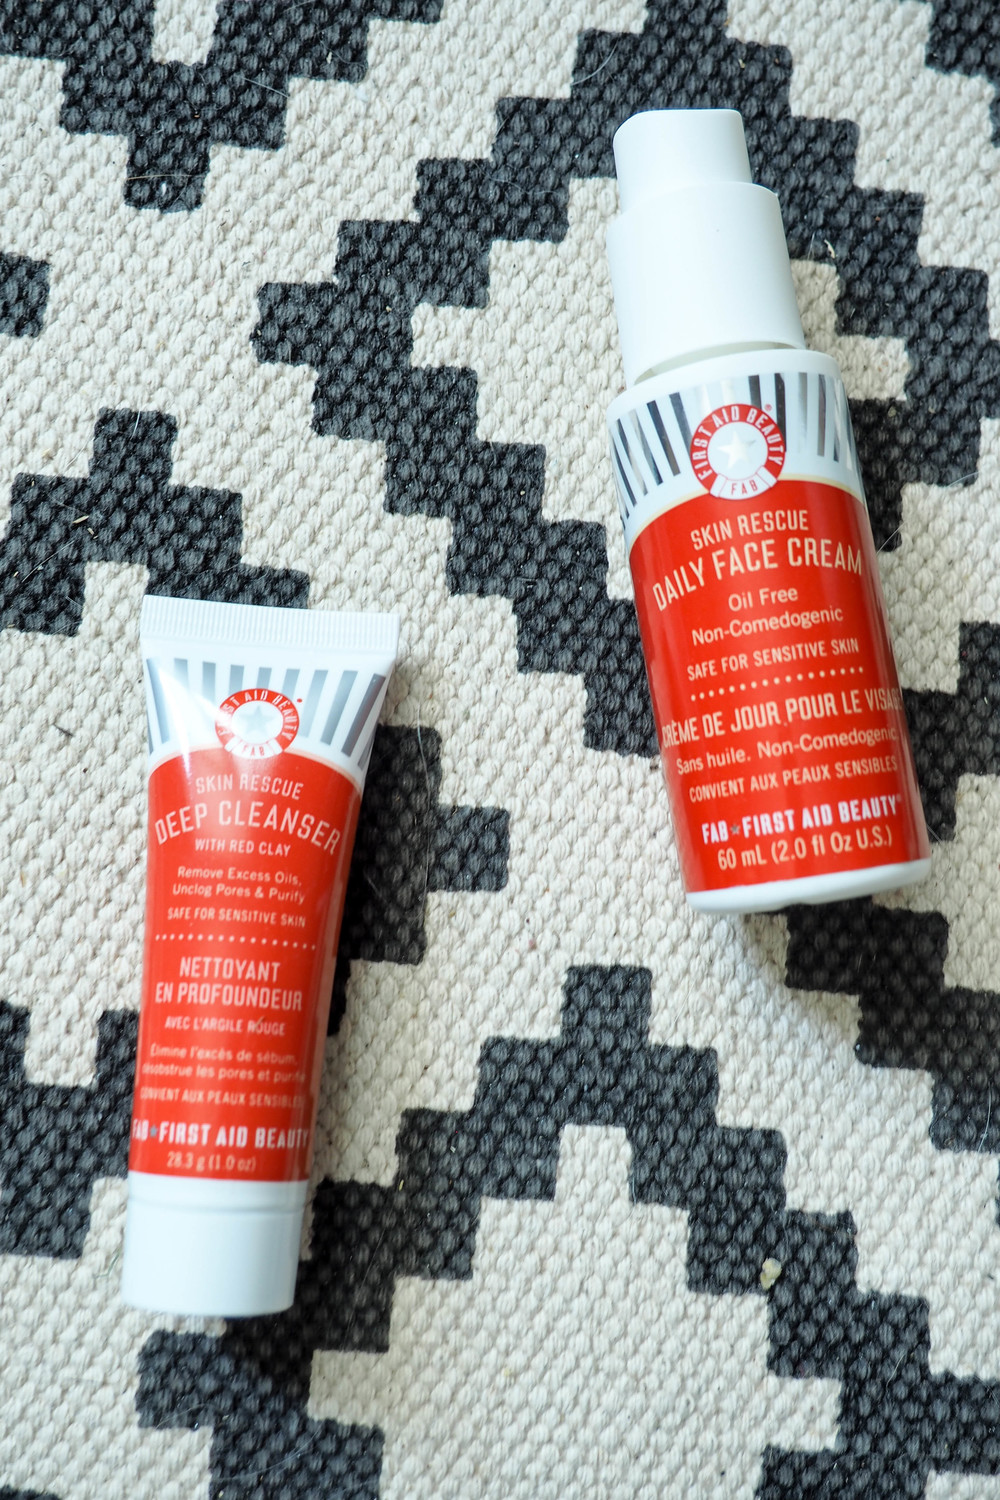 FIRST AID BEAUTY®
FAB
SKIN RESCUE
DEEP CLEANSER
WITH RED CLAY
Remove Excess Oils,
Unclog Pores & Purify
SAFE FOR SENSITIVE SKIN
NETTOYANT
EN PROFOUNDEUR
AVEC L'ARGILE ROUGE
Élimine l'excès de sébum,
désobstrue les pores et purifie
CONVIENT AUX PEAUX SENSIBLES
FAB★FIRST AID BEAUTY
28.3 g (1.0 oz)
FIRST AID BEAUTY®
FAB
SKIN RESCUE
DAILY FACE CREAM
Oil Free
Non-Comedogenic
SAFE FOR SENSITIVE SKIN
CRÈME DE JOUR POUR LE VISAGE
Sans huile. Non-Comedogenic
CONVIENT AUX PEAUX SENSIBLES
FAB★FIRST AID BEAUTY®
60 mL (2.0 fl Oz U.S.)